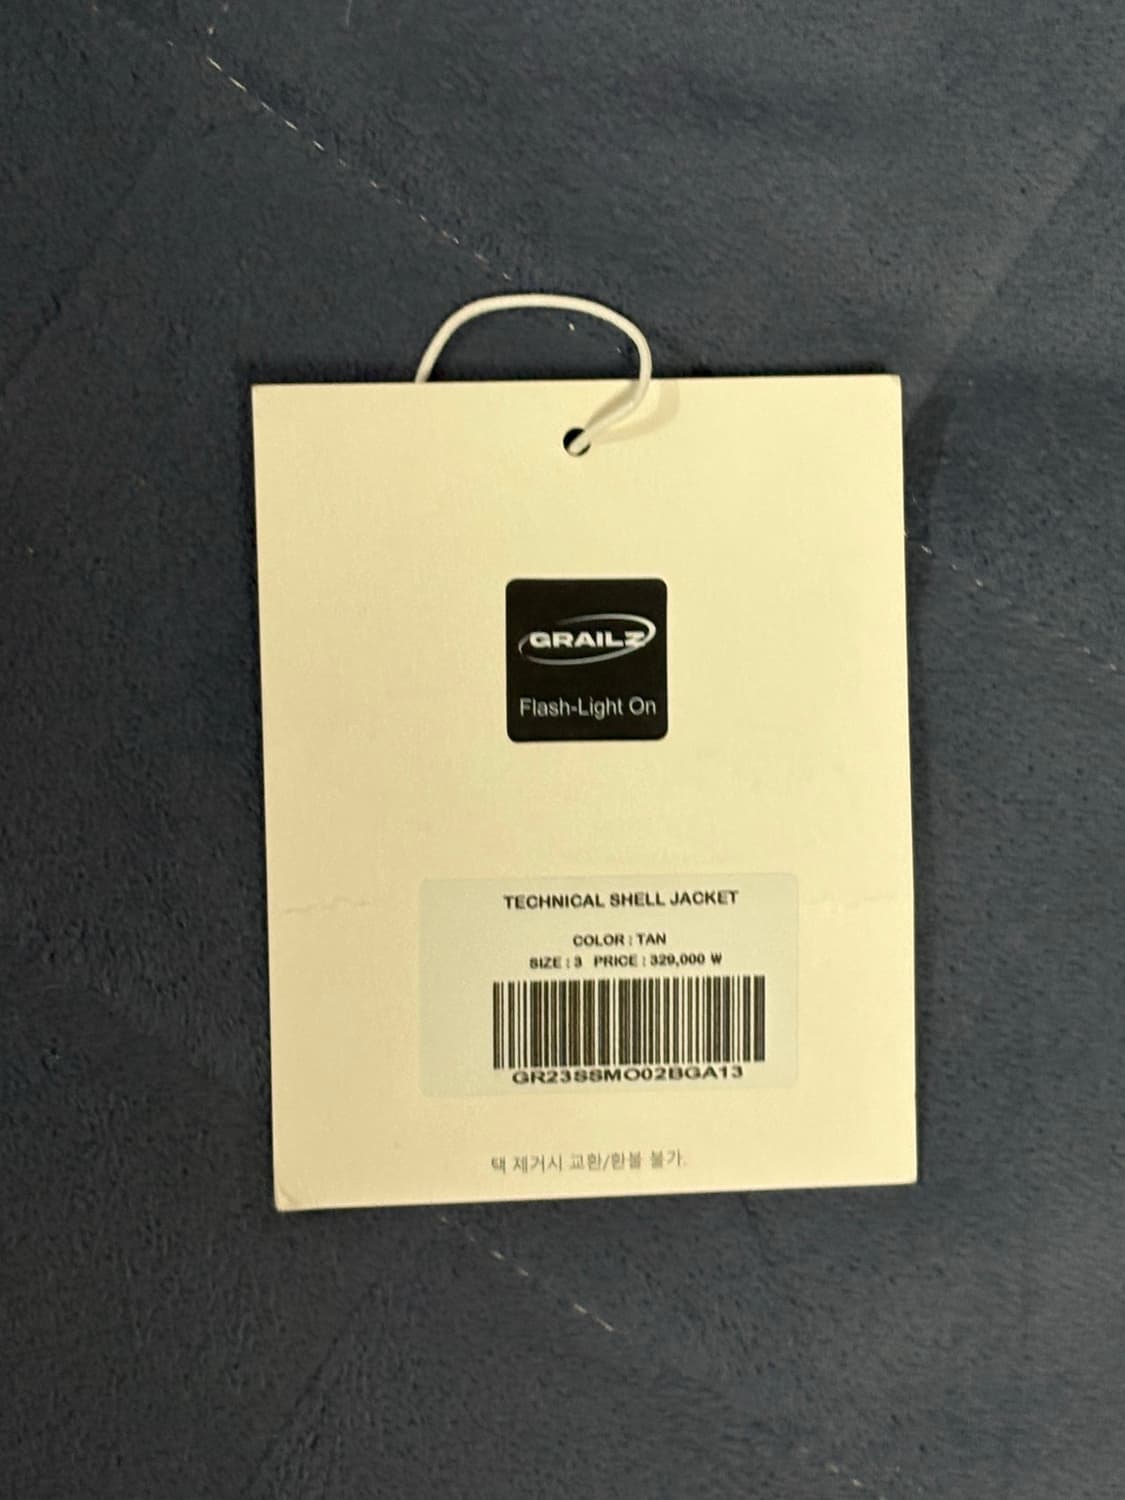 GRAILZ
Flash-Light On
TECHNICAL SHELL JACKET
COLOR : TAN
SIZE : 3 PRICE : 329,000 W
GR23SSMO02BGA13
택 제거시 교환/환불 불가.